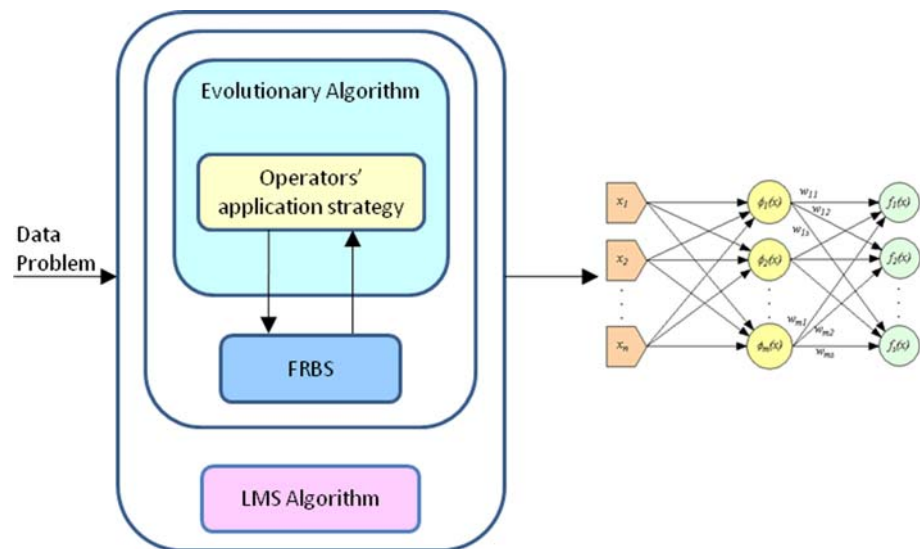 Evolutionary Algorithm
Operators'
application strategy
Data
Problem
FRBS
LMS Algorithm
x1
x2
xn
ϕ1(x)
ϕ2(x)
ϕm(x)
w11
w12
w1s
wm1
wm2
wms
f1(x)
f2(x)
fs(x)